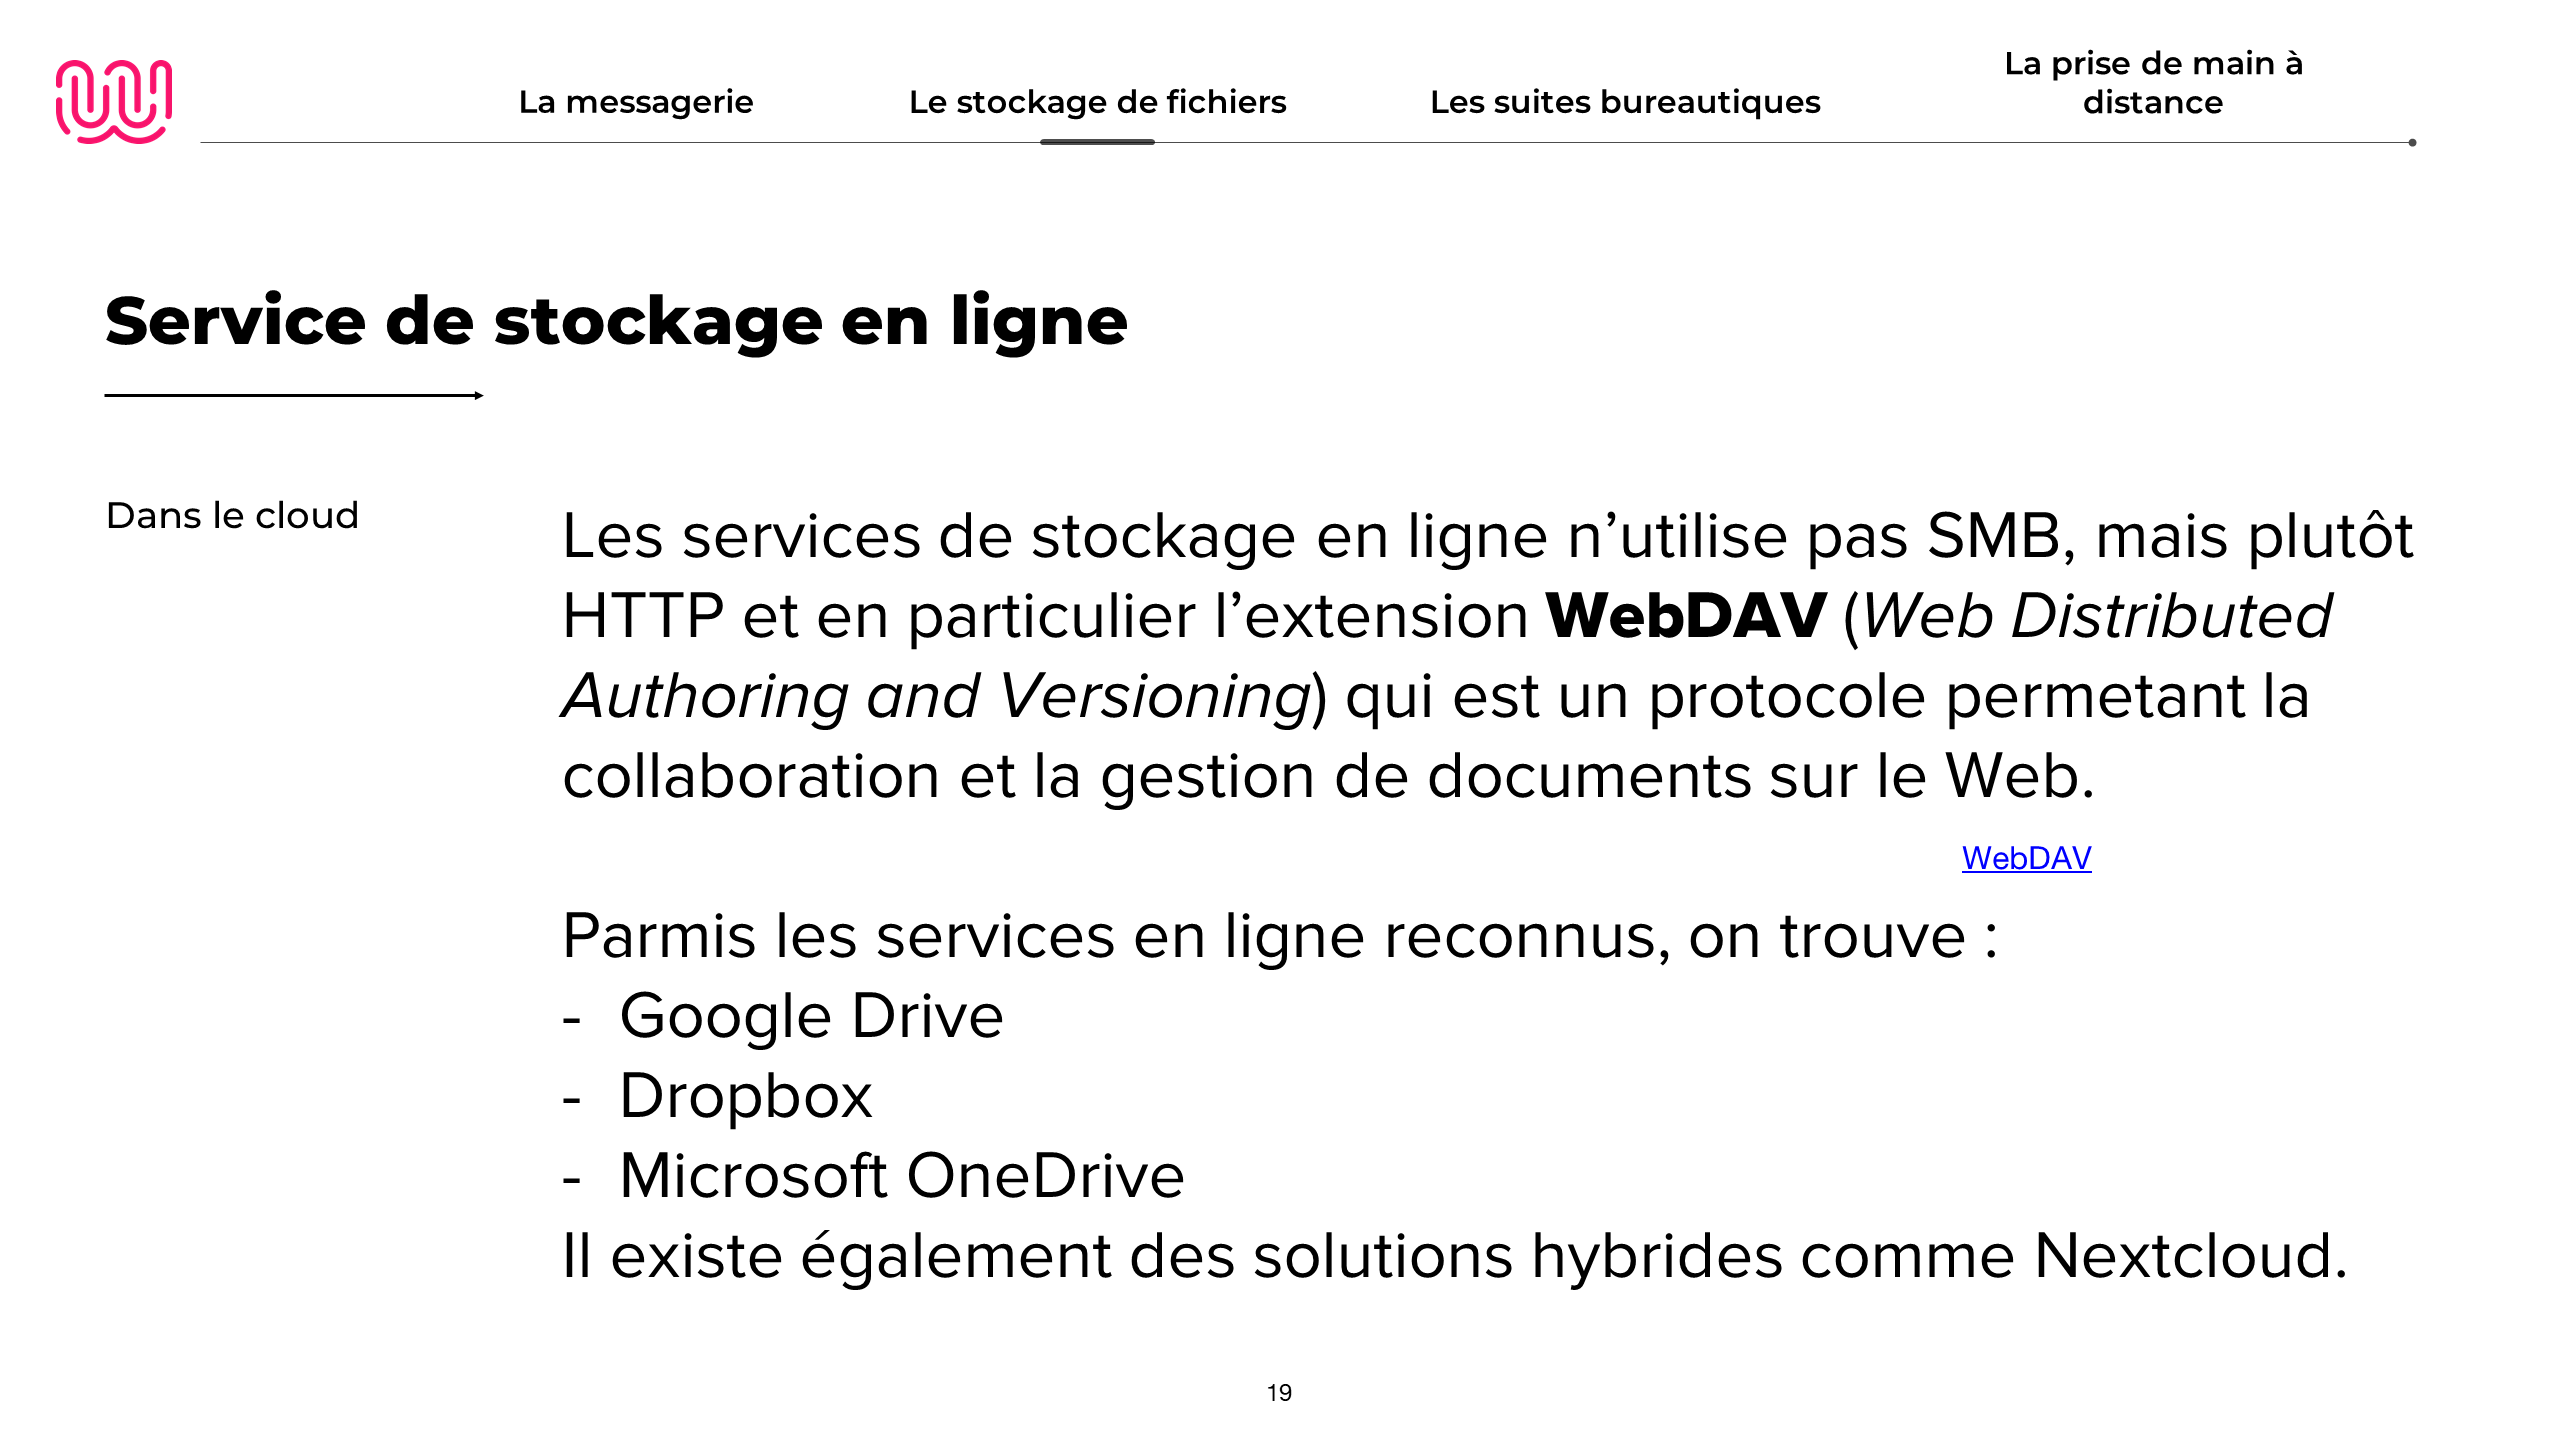 La messagerie
Le stockage de fichiers
Les suites bureautiques
La prise de main à
distance
Service de stockage en ligne
Dans le cloud
Les services de stockage en ligne n’utilise pas SMB, mais plutôt
HTTP et en particulier l’extension WebDAV (Web Distributed
Authoring and Versioning) qui est un protocole permetant la
collaboration et la gestion de documents sur le Web.
WebDAV
Parmis les services en ligne reconnus, on trouve :
- Google Drive
- Dropbox
- Microsoft OneDrive
Il existe également des solutions hybrides comme Nextcloud.
19